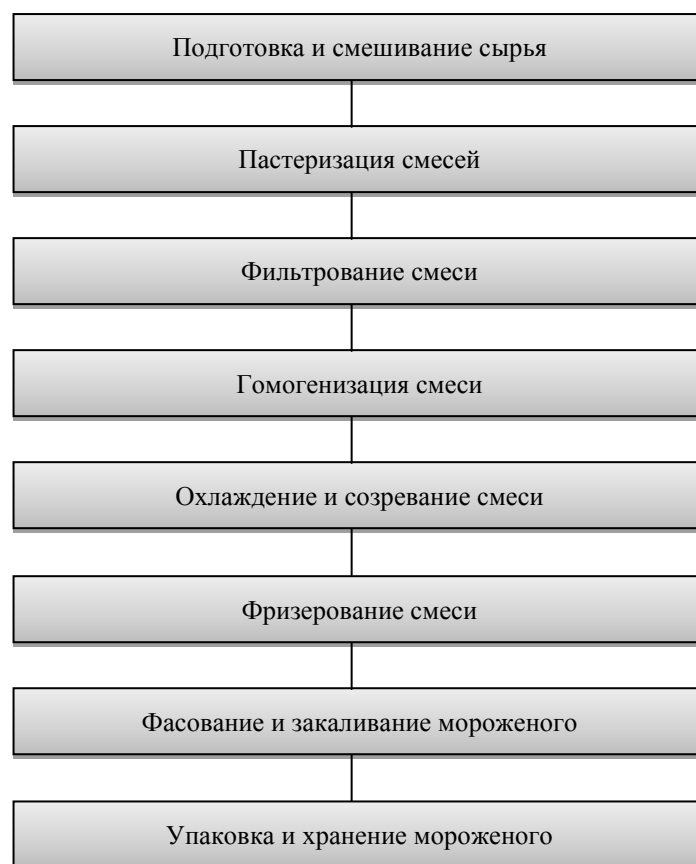 Подготовка и смешивание сырья
Пастеризация смесей
Фильтрование смеси
Гомогенизация смеси
Охлаждение и созревание смеси
Фризерование смеси
Фасование и закаливание мороженого
Упаковка и хранение мороженого